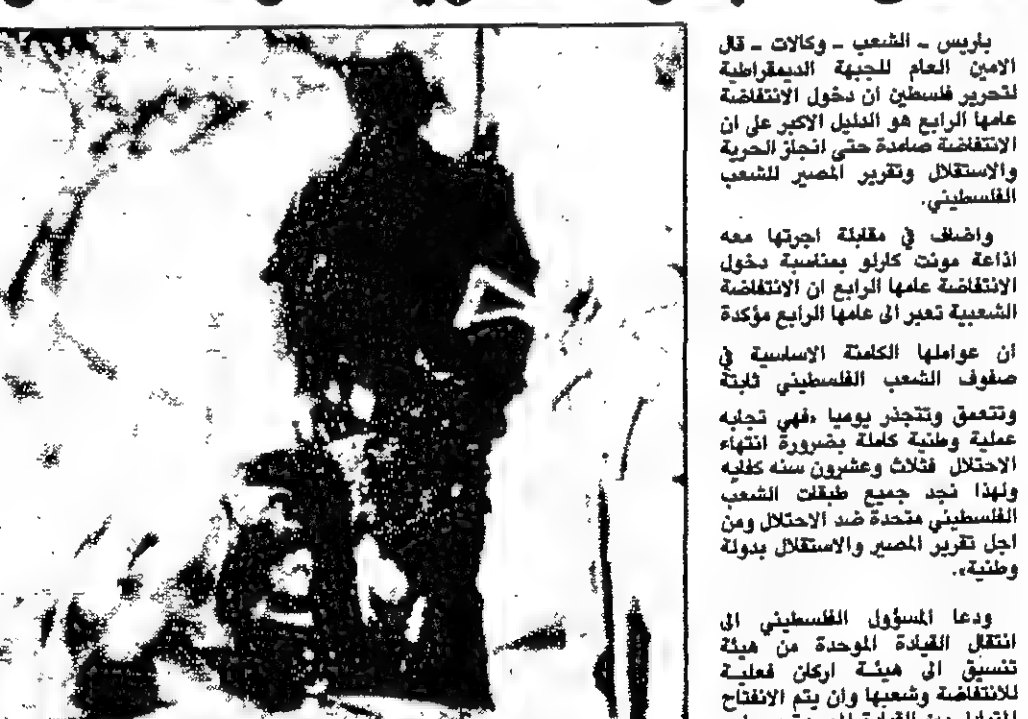 باريس - الشعب - وكالات - قال
الامين العام للجبهة الديمقراطية
لتحرير فلسطين ان دخول الانتفاضة
عامها الرابع هو الدليل الاكبر على ان
الانتفاضة صامدة حتى انجاز الحرية
والاستقلال وتقرير المصير للشعب
الفلسطيني.
واضاف في مقابلة اجرتها معه
اذاعة مونت كارلو بمناسبة دخول
الانتفاضة عامها الرابع ان الانتفاضة
الشعبية تعبر الى عامها الرابع مؤكدة
ان عواملها الكامنة الاساسية في
صفوف الشعب الفلسطيني ثابتة
وتتعمق وتتجذر يوميا «فهي تجابه
عملية وطنية كاملة بضرورة انتهاء
الاحتلال فثلاث وعشرون سنه كفايه
ولهذا نجد جميع طبقات الشعب
الفلسطيني متحدة ضد الاحتلال ومن
اجل تقرير المصير والاستقلال بدولة
وطنية».
ودعا المسؤول الفلسطيني الى
انتقال القيادة الموحدة من هيئة
تنسيق الى هيئة اركان فعلية
للانتفاضة وشعبها وان يتم الانفتاح